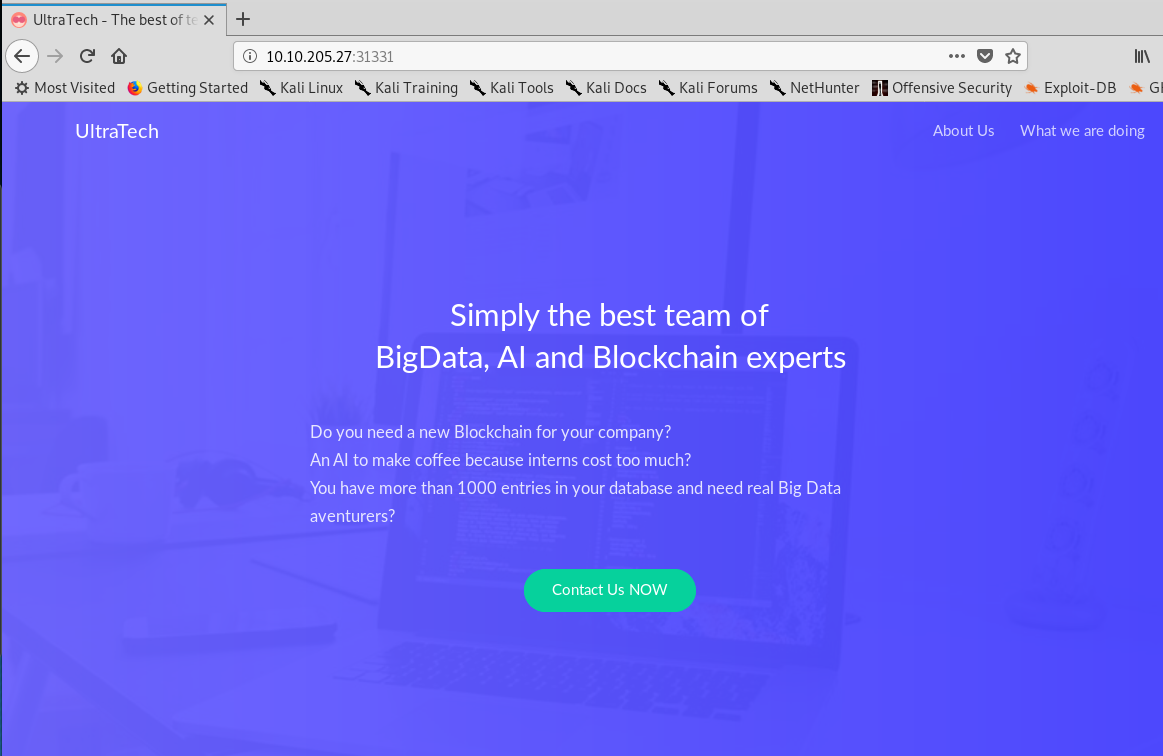 UltraTech - The best of te
10.10.205.27:31331
Most Visited Getting Started Kali Linux Kali Training Kali Tools Kali Docs Kali Forums NetHunter Offensive Security Exploit-DB
UltraTech About Us What we are doing
Simply the best team of
BigData, AI and Blockchain experts
Do you need a new Blockchain for your company?
An AI to make coffee because interns cost too much?
You have more than 1000 entries in your database and need real Big Data
aventurers?
Contact Us NOW